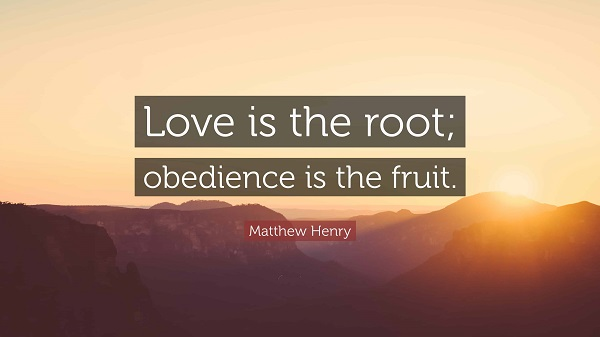 Love is the root;
obedience is the fruit.
Matthew Henry